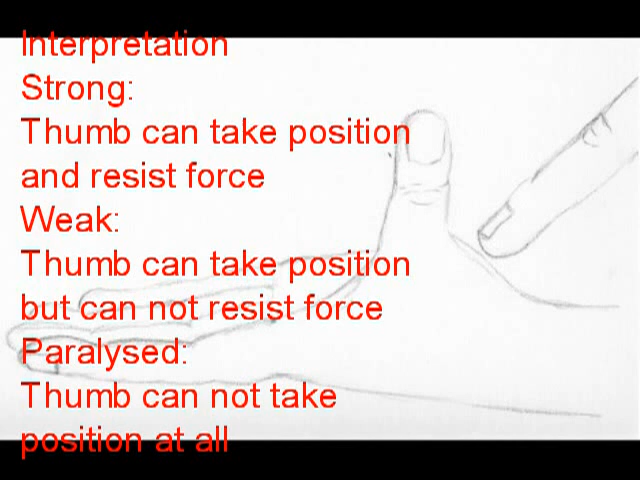 Interpretation
Strong:
Thumb can take position
and resist force
Weak:
Thumb can take position
but can not resist force
Paralysed:
Thumb can not take
position at all